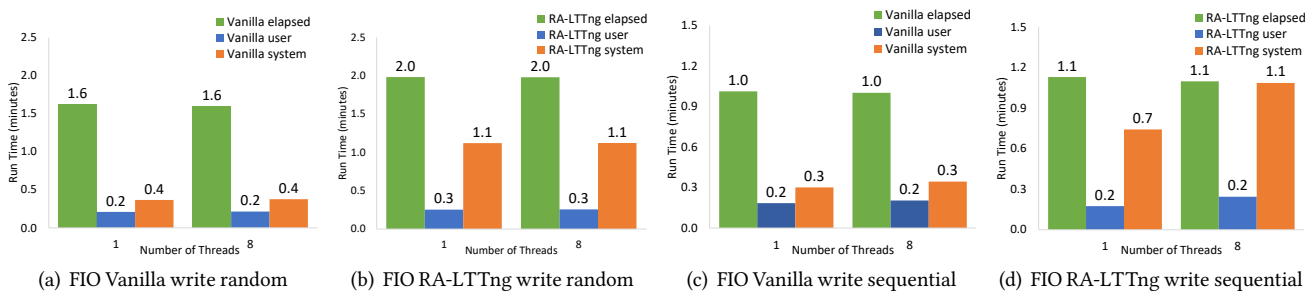 Vanilla elapsed
Vanilla user
Vanilla system
2.5
2.0
1.5
1.0
0.5
0.0
Run Time (minutes)
1.6
0.2
0.4
1.6
0.2
0.4
1
Number of Threads
8
(a) FIO Vanilla write random
RA-LTTng elapsed
RA-LTTng user
RA-LTTng system
2.5
2.0
1.5
1.0
0.5
0.0
Run Time (minutes)
2.0
0.3
1.1
2.0
0.3
1.1
1
Number of Threads
8
(b) FIO RA-LTTng write random
Vanilla elapsed
Vanilla user
Vanilla system
1.5
1.2
0.9
0.6
0.3
0.0
Run Time (minutes)
1.0
0.2
0.3
1.0
0.2
0.3
1
Number of Threads
8
(c) FIO Vanilla write sequential
RA-LTTng elapsed
RA-LTTng user
RA-LTTng system
1.5
1.2
0.9
0.6
0.3
0.0
Run Time (minutes)
1.1
0.2
0.7
1.1
0.2
1.1
1
Number of Threads
8
(d) FIO RA-LTTng write sequential